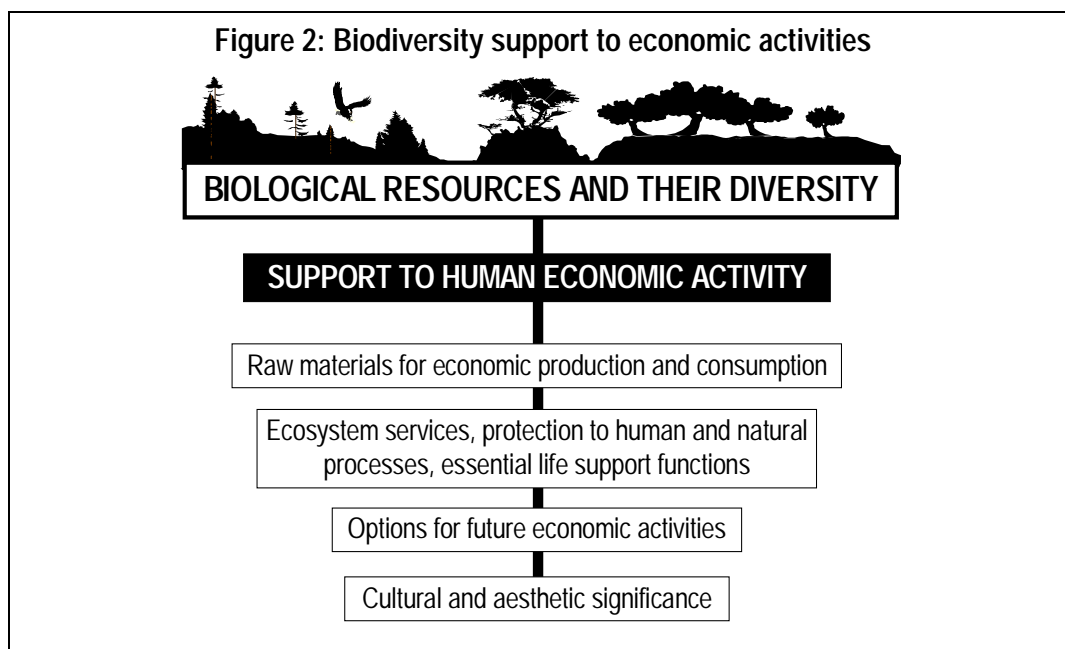 Figure 2: Biodiversity support to economic activities
BIOLOGICAL RESOURCES AND THEIR DIVERSITY
SUPPORT TO HUMAN ECONOMIC ACTIVITY
Raw materials for economic production and consumption
Ecosystem services, protection to human and natural
processes, essential life support functions
Options for future economic activities
Cultural and aesthetic significance